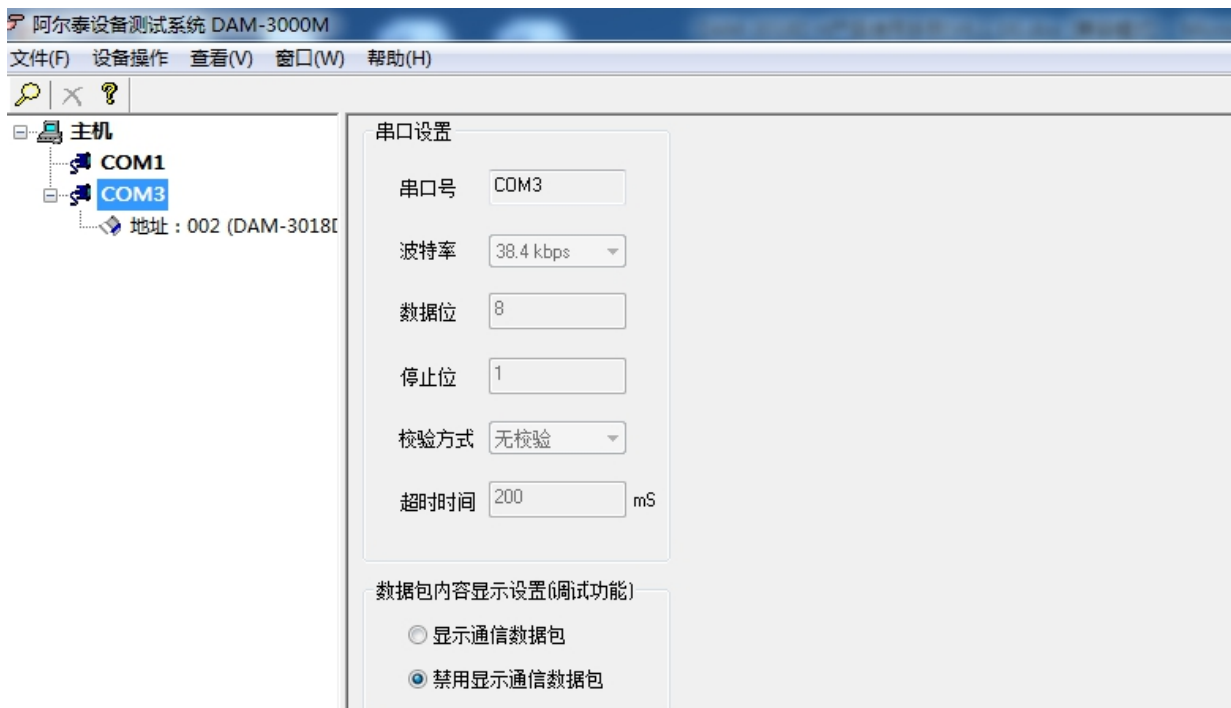 阿尔泰设备测试系统 DAM-3000M
文件(F) 设备操作 查看(V) 窗口(W) 帮助(H)
主机
COM1
COM3
地址：002 (DAM-3018D
串口设置
串口号 COM3
波特率 38.4 kbps
数据位 8
停止位 1
校验方式 无校验
超时时间 200 mS
数据包内容显示设置(调试功能)
显示通信数据包
禁用显示通信数据包